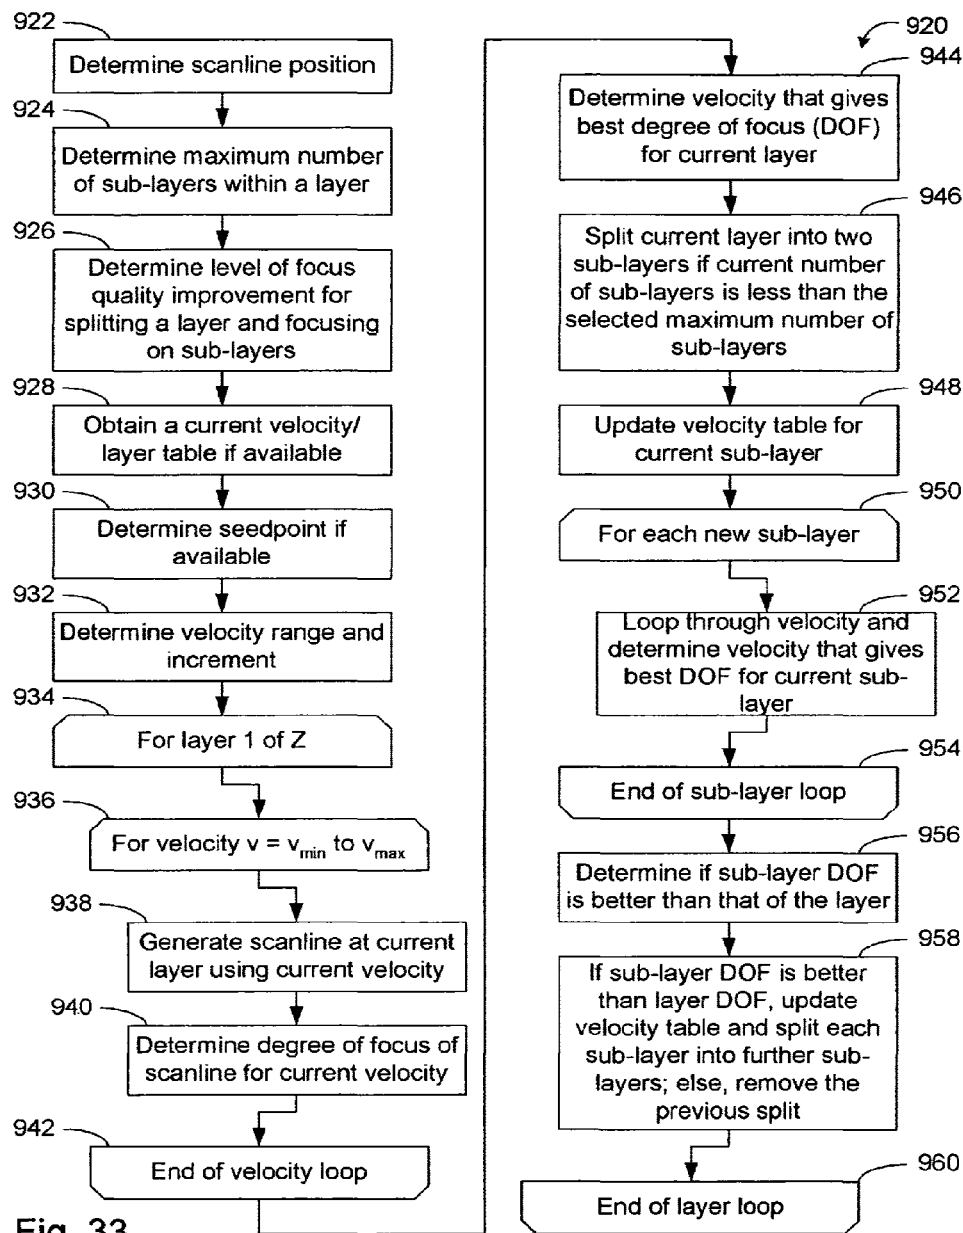 922
Determine scanline position
924
Determine maximum number
of sub-layers within a layer
926
Determine level of focus
quality improvement for
splitting a layer and focusing
on sub-layers
928
Obtain a current velocity/
layer table if available
930
Determine seedpoint if
available
932
Determine velocity range and
increment
934
For layer 1 of Z
936
For velocity v = vmin to vmax
938
Generate scanline at current
layer using current velocity
940
Determine degree of focus of
scanline for current velocity
942
End of velocity loop
Fig. 33
920
944
Determine velocity that gives
best degree of focus (DOF)
for current layer
946
Split current layer into two
sub-layers if current number
of sub-layers is less than the
selected maximum number of
sub-layers
948
Update velocity table for
current sub-layer
950
For each new sub-layer
952
Loop through velocity and
determine velocity that gives
best DOF for current sub-
layer
954
End of sub-layer loop
956
Determine if sub-layer DOF
is better than that of the layer
958
If sub-layer DOF is better
than layer DOF, update
velocity table and split each
sub-layer into further sub-
layers; else, remove the
previous split
960
End of layer loop